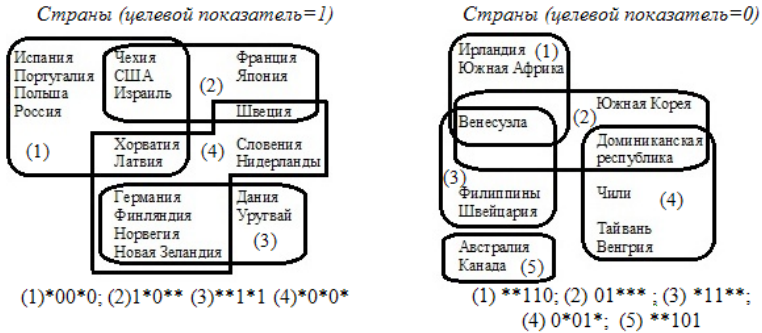 Страны (целевой показатель=1)
Испания
Португалия
Польша
Россия
(1)
Чехия
США
Израиль
(2)
Франция
Япония
Швеция
Хорватия
Латвия
(4)
Словения
Нидерланды
Германия
Финляндия
Норвегия
Новая Зеландия
Дания
Уругвай
(3)
(1)*00*0; (2)1*0** (3)**1*1 (4)*0*0*
Страны (целевой показатель=0)
Ирландия (1)
Южная Африка
Южная Корея
(2)
Венесуэла
Доминиканская
республика
(3)
Филиппины
Швейцария
Чили
(4)
Тайвань
Венгрия
Австралия
Канада (5)
(1) **110; (2) 01*** ; (3) *11**;
(4) 0*01*; (5) **101